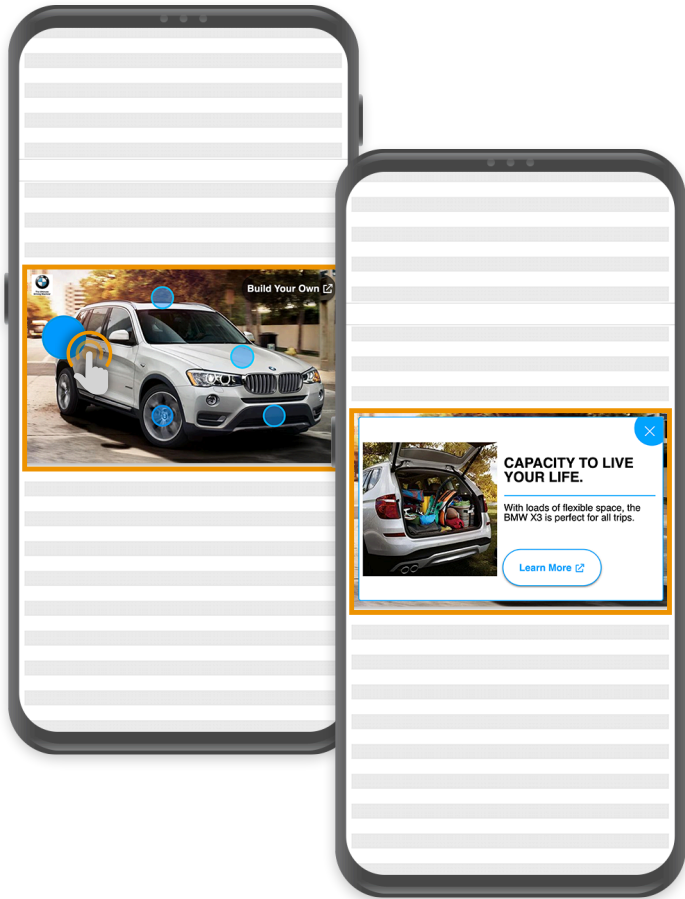 Build Your Own
CAPACITY TO LIVE
YOUR LIFE.
With loads of flexible space, the
BMW X3 is perfect for all trips.
Learn More